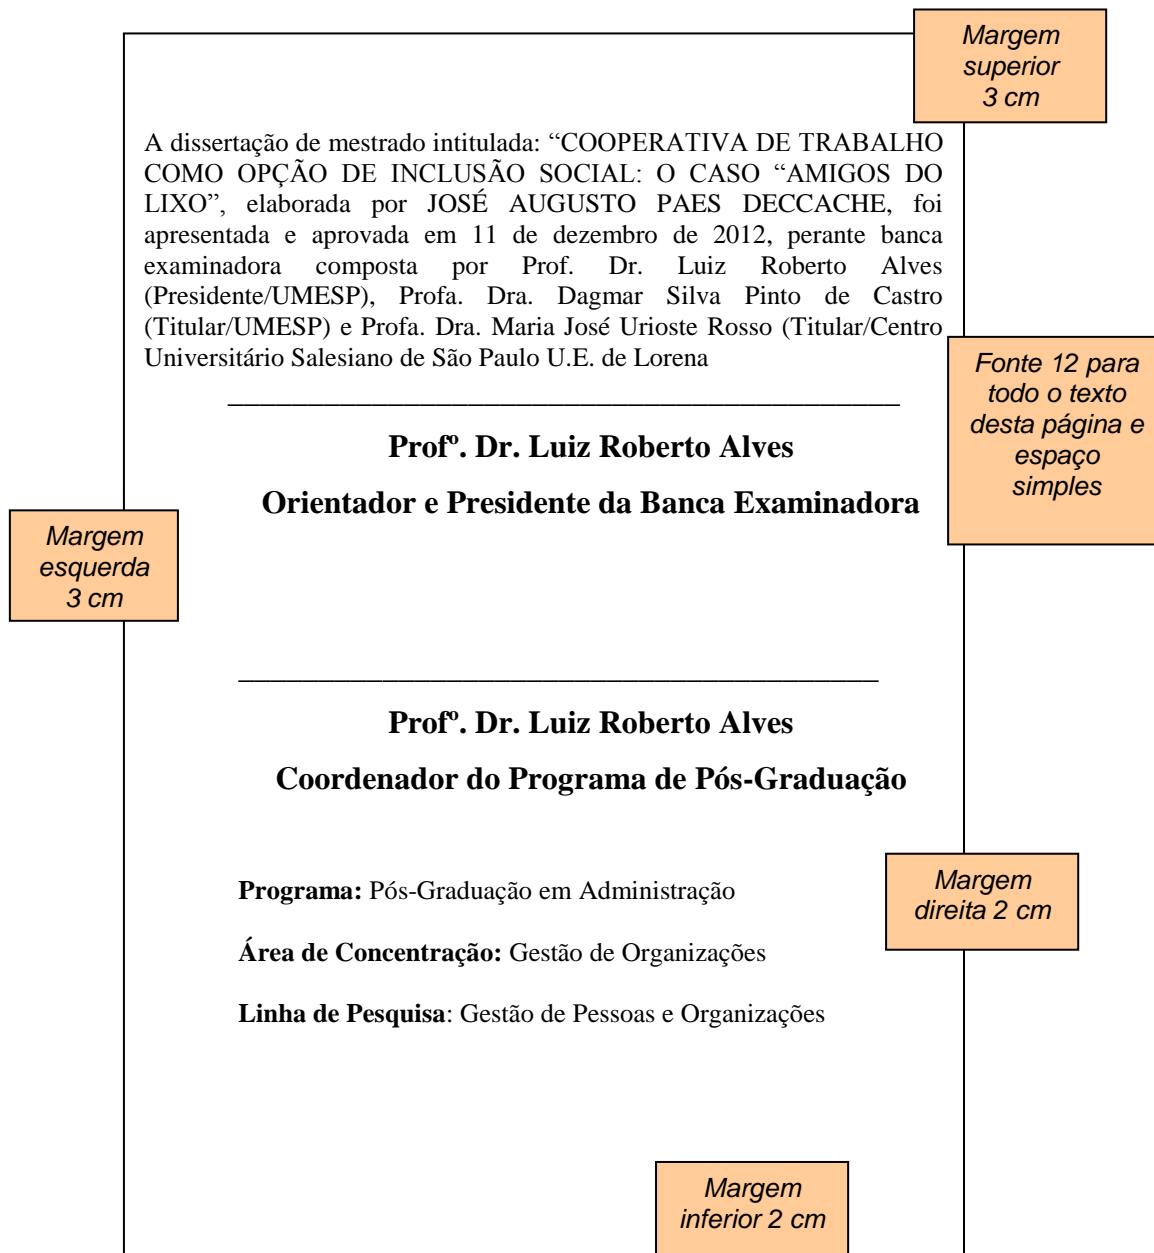 Margem
superior
3 cm
A dissertação de mestrado intitulada: “COOPERATIVA DE TRABALHO
COMO OPÇÃO DE INCLUSÃO SOCIAL: O CASO “AMIGOS DO
LIXO”, elaborada por JOSÉ AUGUSTO PAES DECCACHE, foi
apresentada e aprovada em 11 de dezembro de 2012, perante banca
examinadora composta por Prof. Dr. Luiz Roberto Alves
(Presidente/UMESP), Profa. Dra. Dagmar Silva Pinto de Castro
(Titular/UMESP) e Profa. Dra. Maria José Urioste Rosso (Titular/Centro
Universitário Salesiano de São Paulo U.E. de Lorena
Fonte 12 para
todo o texto
desta página e
espaço
simples
Profº. Dr. Luiz Roberto Alves
Orientador e Presidente da Banca Examinadora
Margem
esquerda
3 cm
Profº. Dr. Luiz Roberto Alves
Coordenador do Programa de Pós-Graduação
Margem
direita 2 cm
Programa: Pós-Graduação em Administração
Área de Concentração: Gestão de Organizações
Linha de Pesquisa: Gestão de Pessoas e Organizações
Margem
inferior 2 cm